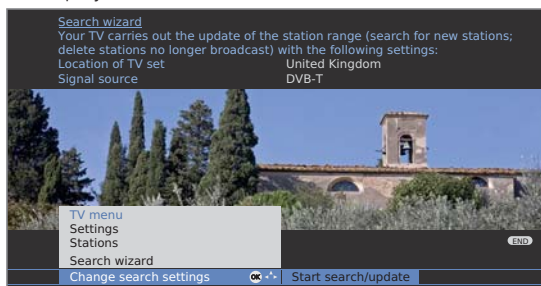 Search wizard
Your TV carries out the update of the station range (search for new stations;
delete stations no longer broadcast) with the following settings:
Location of TV set United Kingdom
Signal source DVB-T
TV menu
Settings
Stations
END
Search wizard
Change search settings OK Start search/update